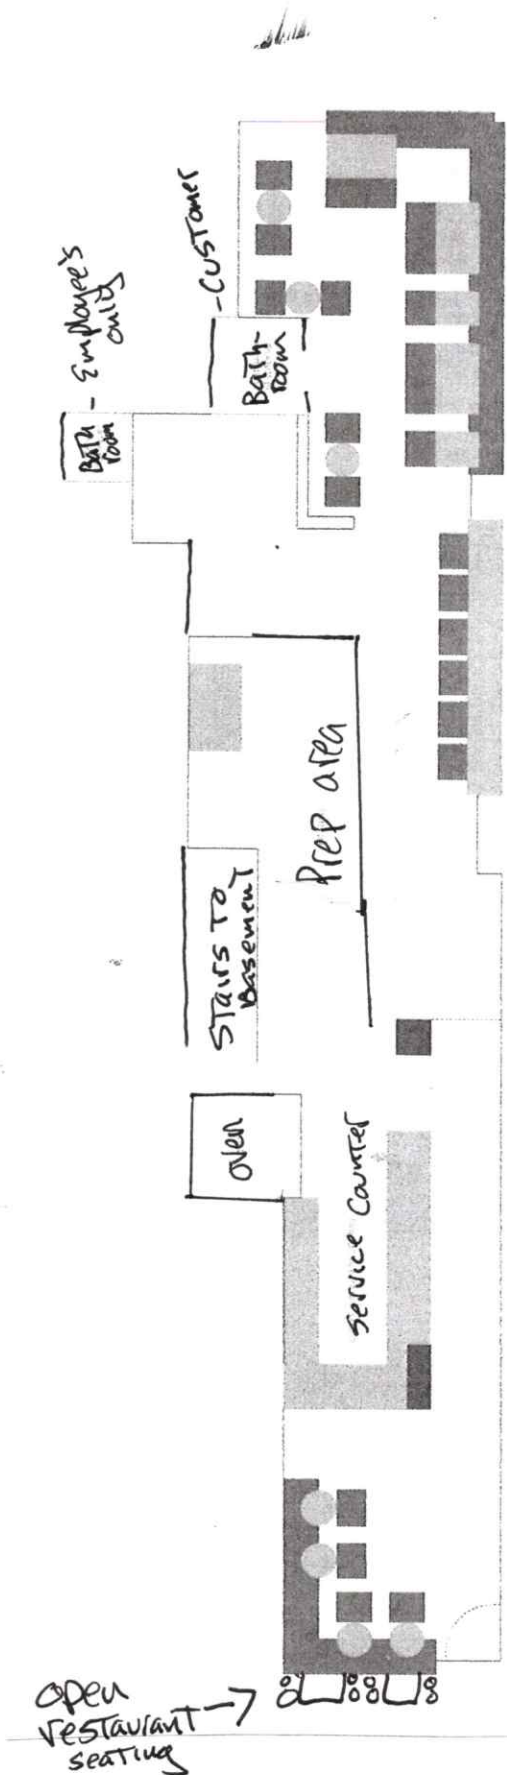 - CUSTOMER
- Employee's
only
Bath
room
Bath-
room
Prep area
Stairs To
Basement
oven
Service Counter
open
restaurant
seating